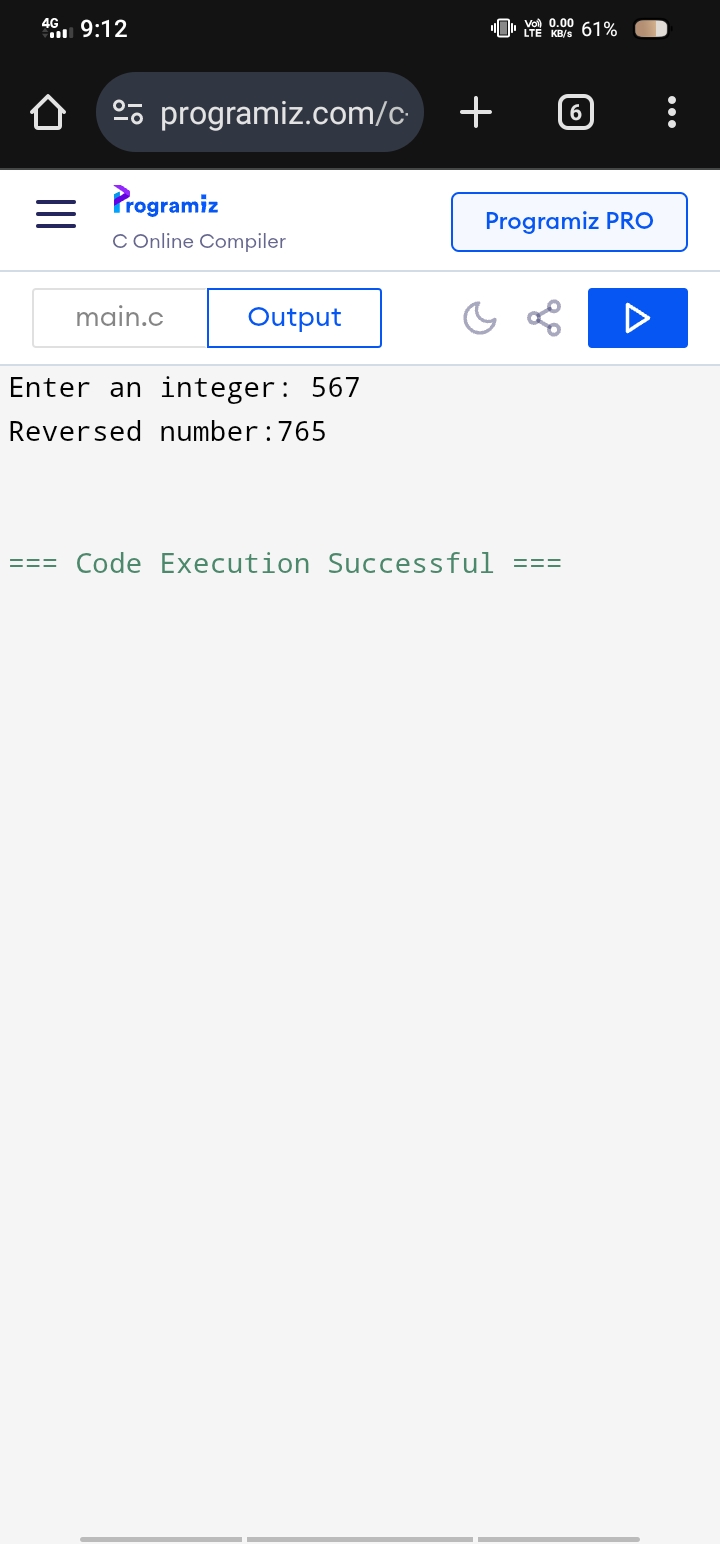 4G 9:12 Vo)) LTE 0.00 KB/s 61%
programiz.com/c 6
Programiz
C Online Compiler
Programiz PRO
main.c Output
Enter an integer: 567
Reversed number:765
=== Code Execution Successful ===